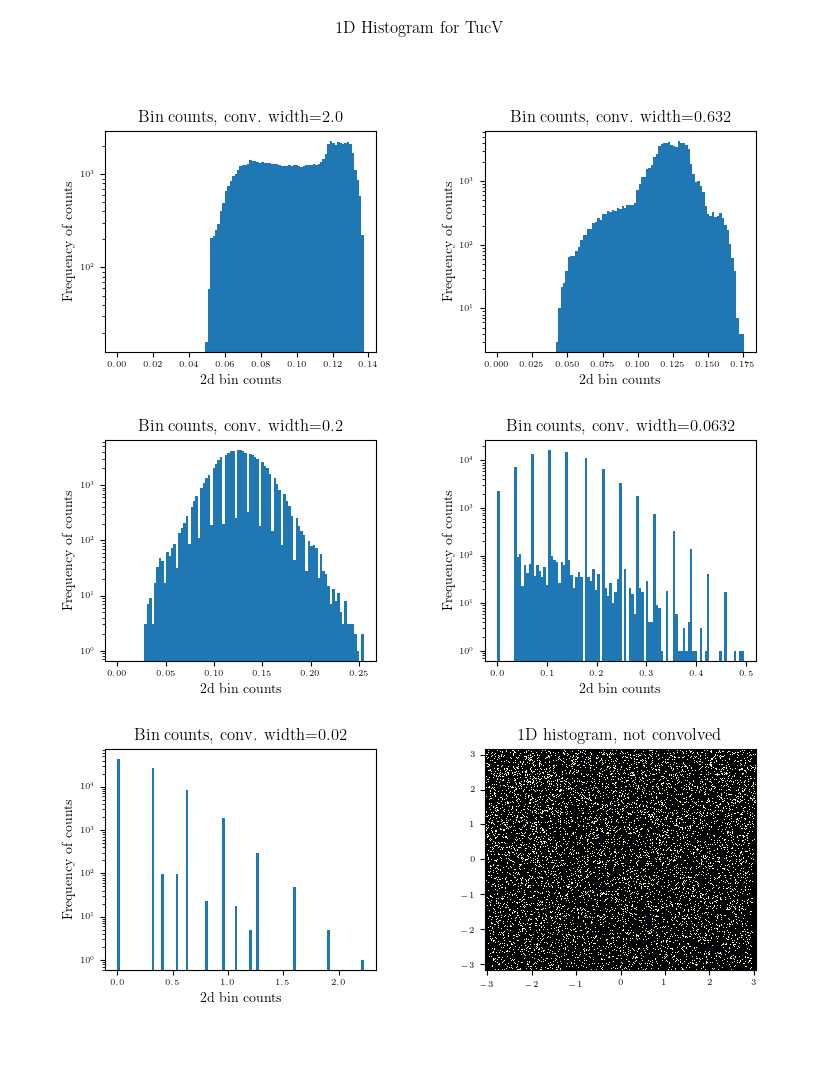 1D Histogram for TucV
Bin counts, conv. width=2.0
Frequency of counts
10³
10²
0.00 0.02 0.04 0.06 0.08 0.10 0.12 0.14
2d bin counts
Bin counts, conv. width=0.632
Frequency of counts
10³
10²
10¹
0.000 0.025 0.050 0.075 0.100 0.125 0.150 0.175
2d bin counts
Bin counts, conv. width=0.2
Frequency of counts
10³
10²
10¹
10⁰
0.00 0.05 0.10 0.15 0.20 0.25
2d bin counts
Bin counts, conv. width=0.0632
Frequency of counts
10⁴
10³
10²
10¹
10⁰
0.0 0.1 0.2 0.3 0.4 0.5
2d bin counts
Bin counts, conv. width=0.02
Frequency of counts
10⁴
10³
10²
10¹
10⁰
0.0 0.5 1.0 1.5 2.0
2d bin counts
1D histogram, not convolved
3
2
1
0
−1
−2
−3
−3 −2 −1 0 1 2 3